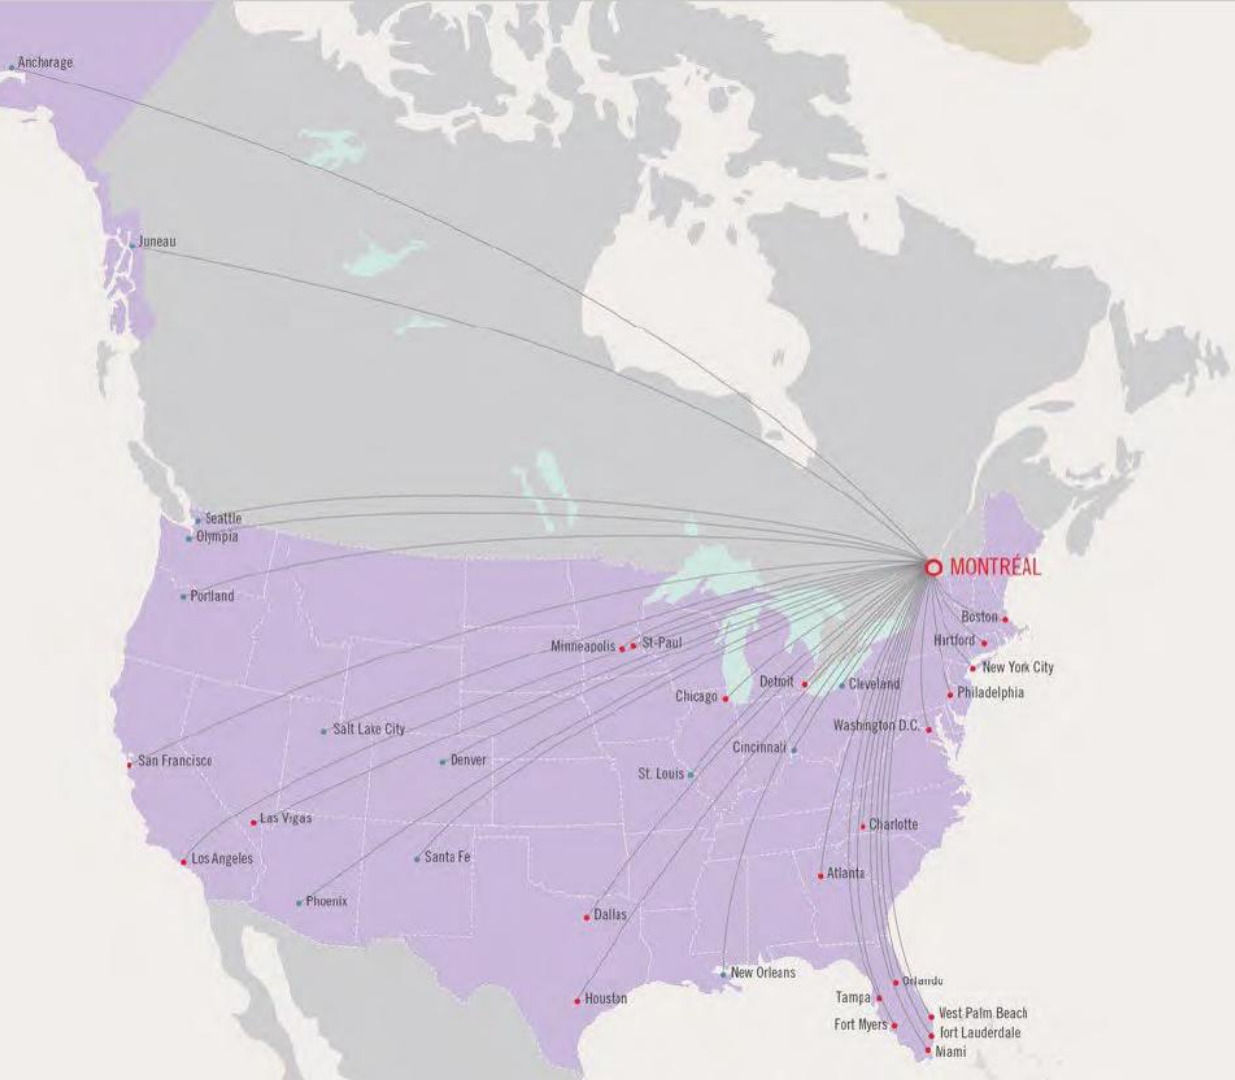 Anchorage
Juneau
Seattle
Olympia
MONTRÉAL
Portland
Boston
Minneapolis
St-Paul
Hartford
New York City
Detroit
Cleveland
Chicago
Philadelphia
Salt Lake City
Washington D.C.
San Francisco
Denver
Cincinnati
St. Louis
Las Vigas
Charlotte
Los Angeles
Santa Fe
Atlanta
Phoenix
Dallas
New Orleans
Orlando
Houston
Tampa
West Palm Beach
Fort Myers
Fort Lauderdale
Miami